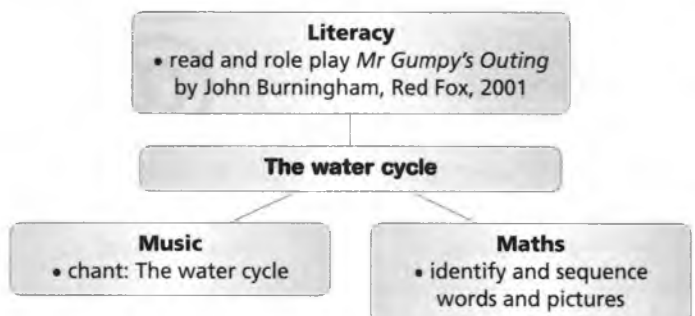 Literacy
• read and role play Mr Gumpy's Outing
by John Burningham, Red Fox, 2001
The water cycle
Music
• chant: The water cycle
Maths
• identify and sequence
words and pictures